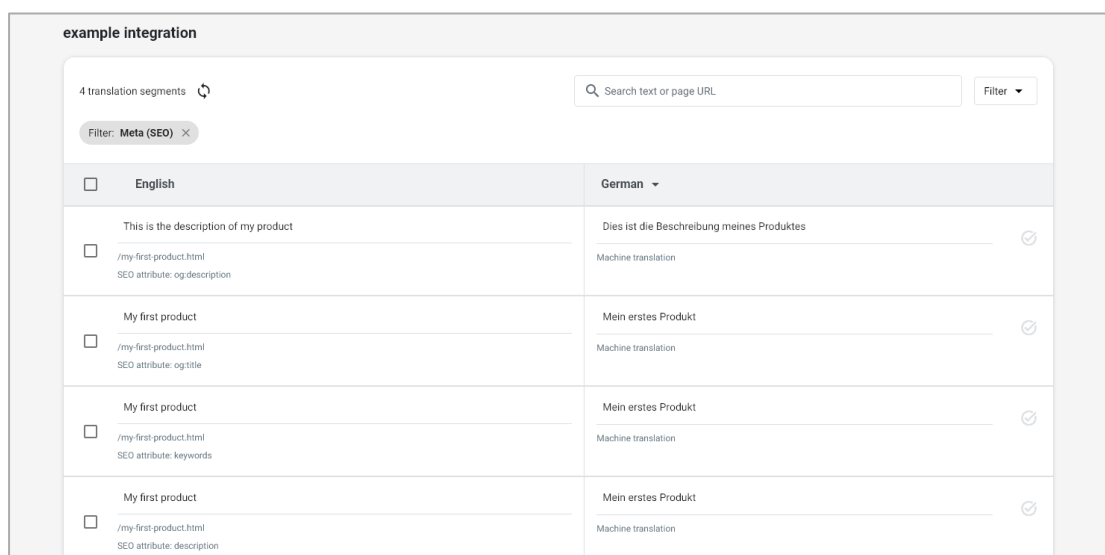 example integration
4 translation segments
Search text or page URL
Filter
Filter: Meta (SEO)
English
German
This is the description of my product
Dies ist die Beschreibung meines Produktes
/my-first-product.html
Machine translation
SEO attribute: og:description
My first product
Mein erstes Produkt
/my-first-product.html
Machine translation
SEO attribute: og:title
My first product
Mein erstes Produkt
/my-first-product.html
Machine translation
SEO attribute: keywords
My first product
Mein erstes Produkt
/my-first-product.html
Machine translation
SEO attribute: description